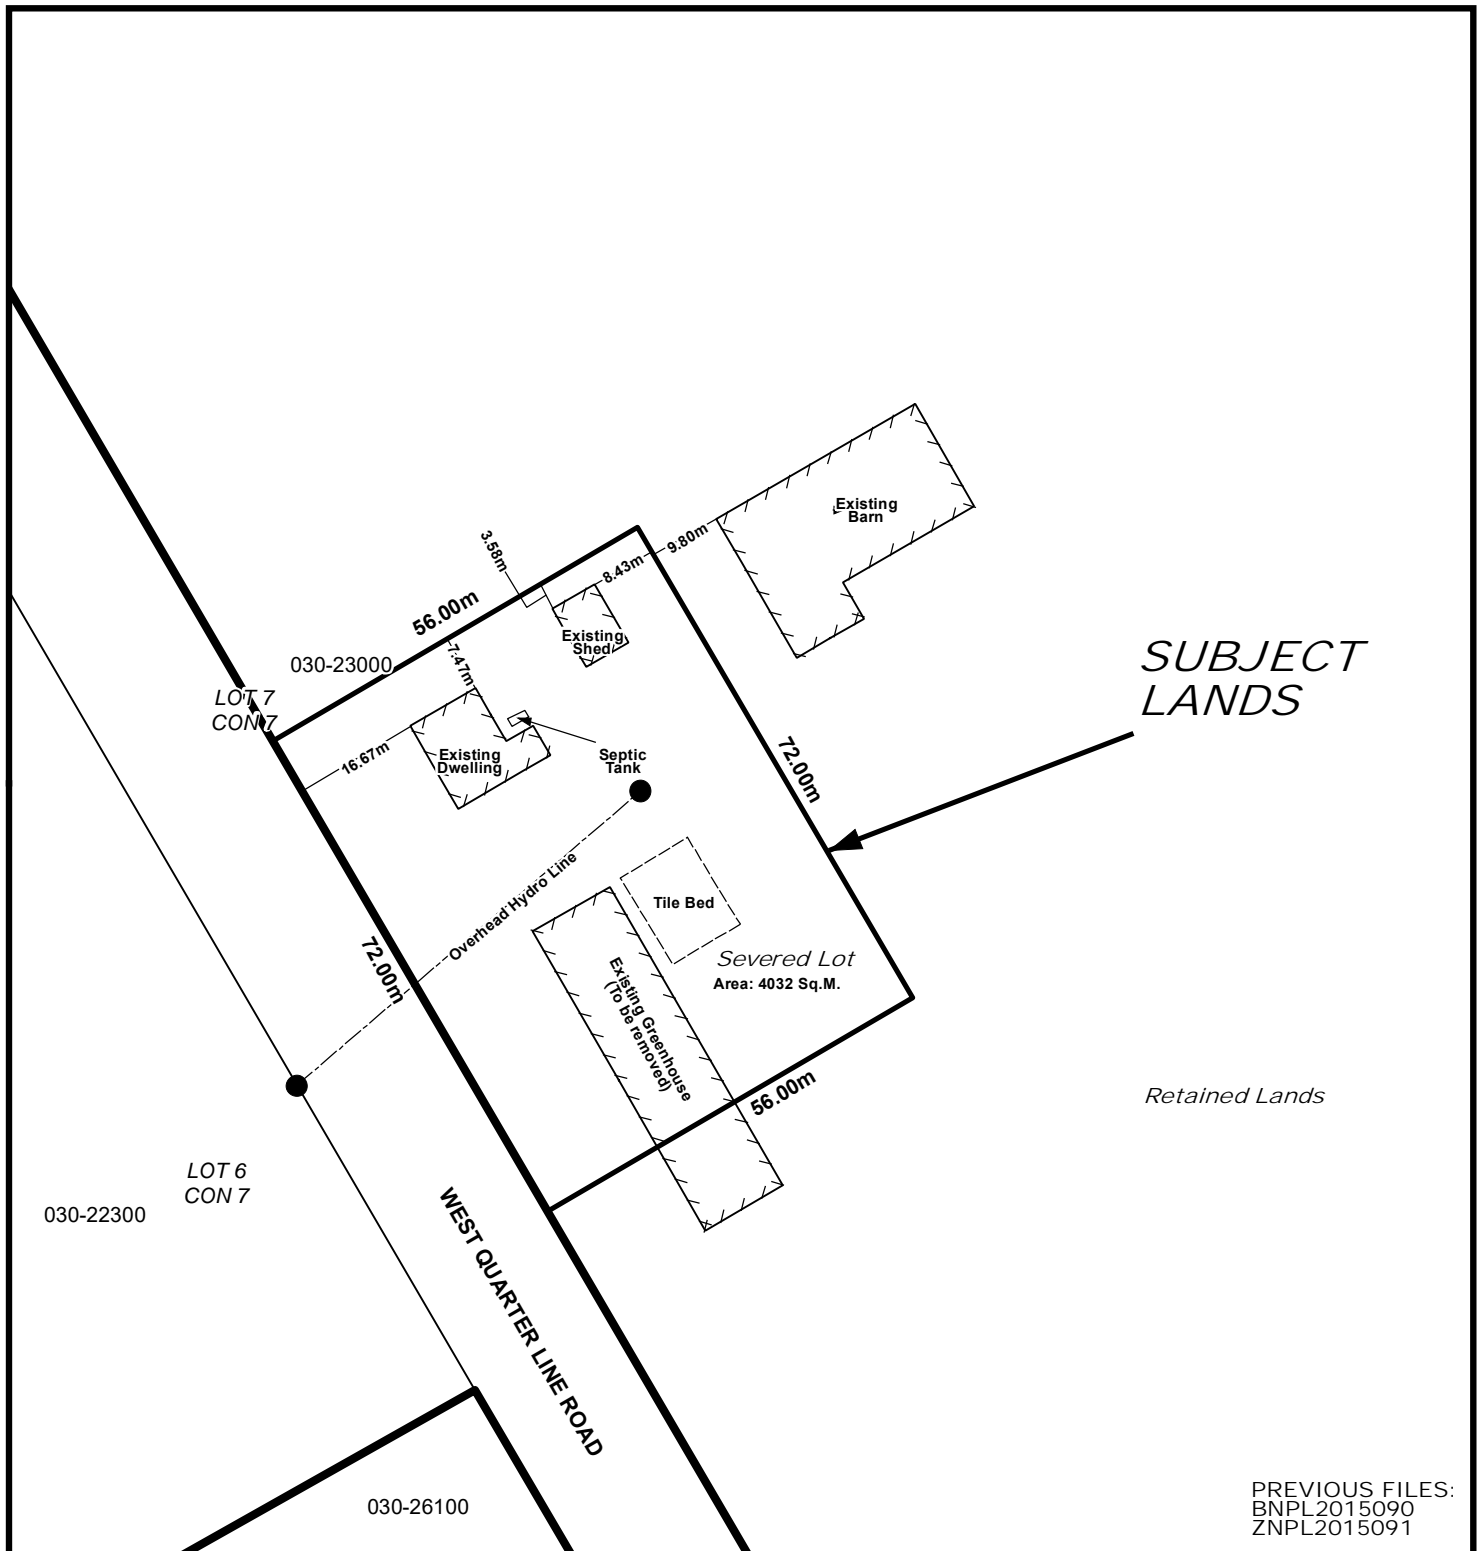 Existing
Barn
9.80m
3.58m
8.43m
56.00m
Existing
Shed
7.47m
030-23000
LOT 7
CON 7
SUBJECT
LANDS
16.67m
Existing
Dwelling
Septic
Tank
72.00m
Overhead Hydro Line
Tile Bed
72.00m
Severed Lot
Area: 4032 Sq.M.
Existing Greenhouse
(To be removed)
56.00m
Retained Lands
LOT 6
CON 7
030-22300
WEST QUARTER LINE ROAD
030-26100
PREVIOUS FILES:
BNPL2015090
ZNPL2015091